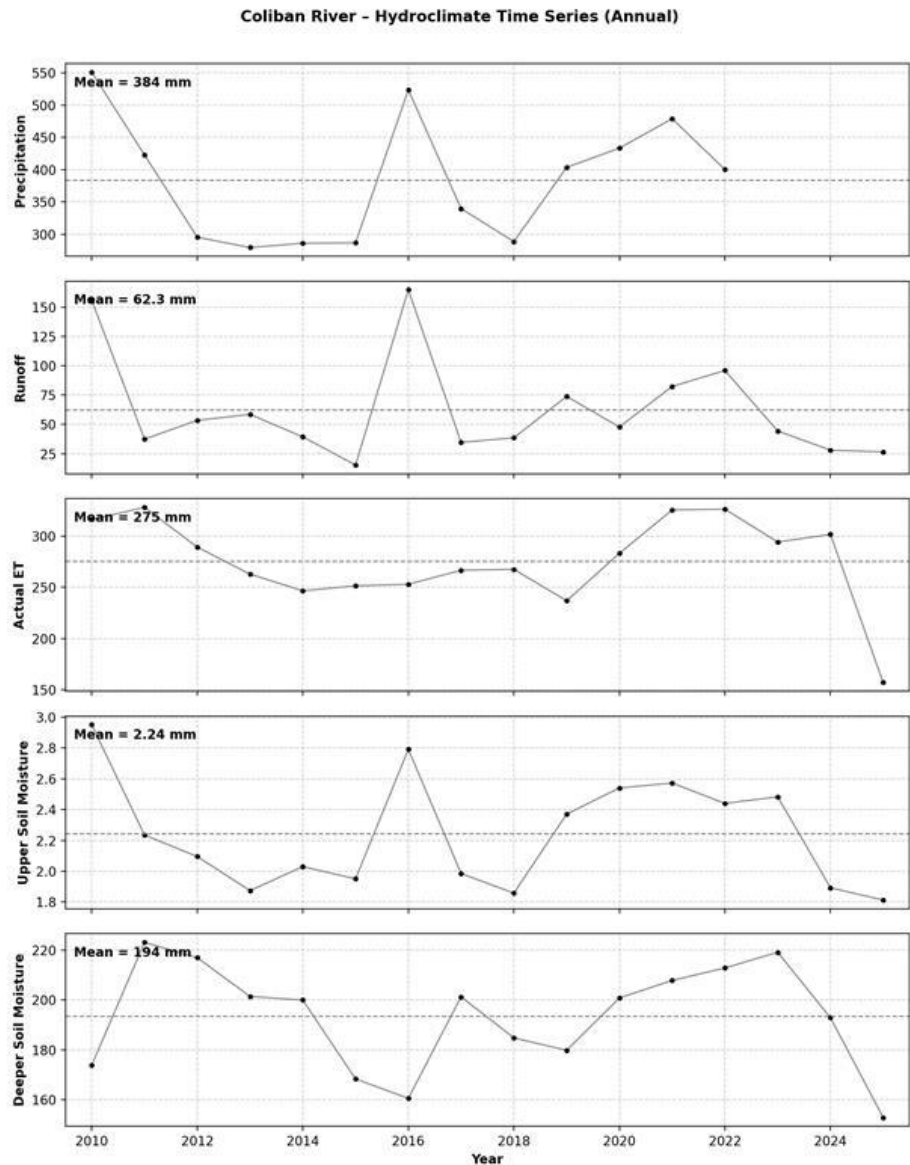 Coliban River – Hydroclimate Time Series (Annual)
Mean = 384 mm
Precipitation
550
500
450
400
350
300
Mean = 62.3 mm
Runoff
150
125
100
75
50
25
Mean = 275 mm
Actual ET
300
250
200
150
Mean = 2.24 mm
Upper Soil Moisture
3.0
2.8
2.6
2.4
2.2
2.0
1.8
Mean = 194 mm
Deeper Soil Moisture
220
200
180
160
2010 2012 2014 2016 2018 2020 2022 2024
Year